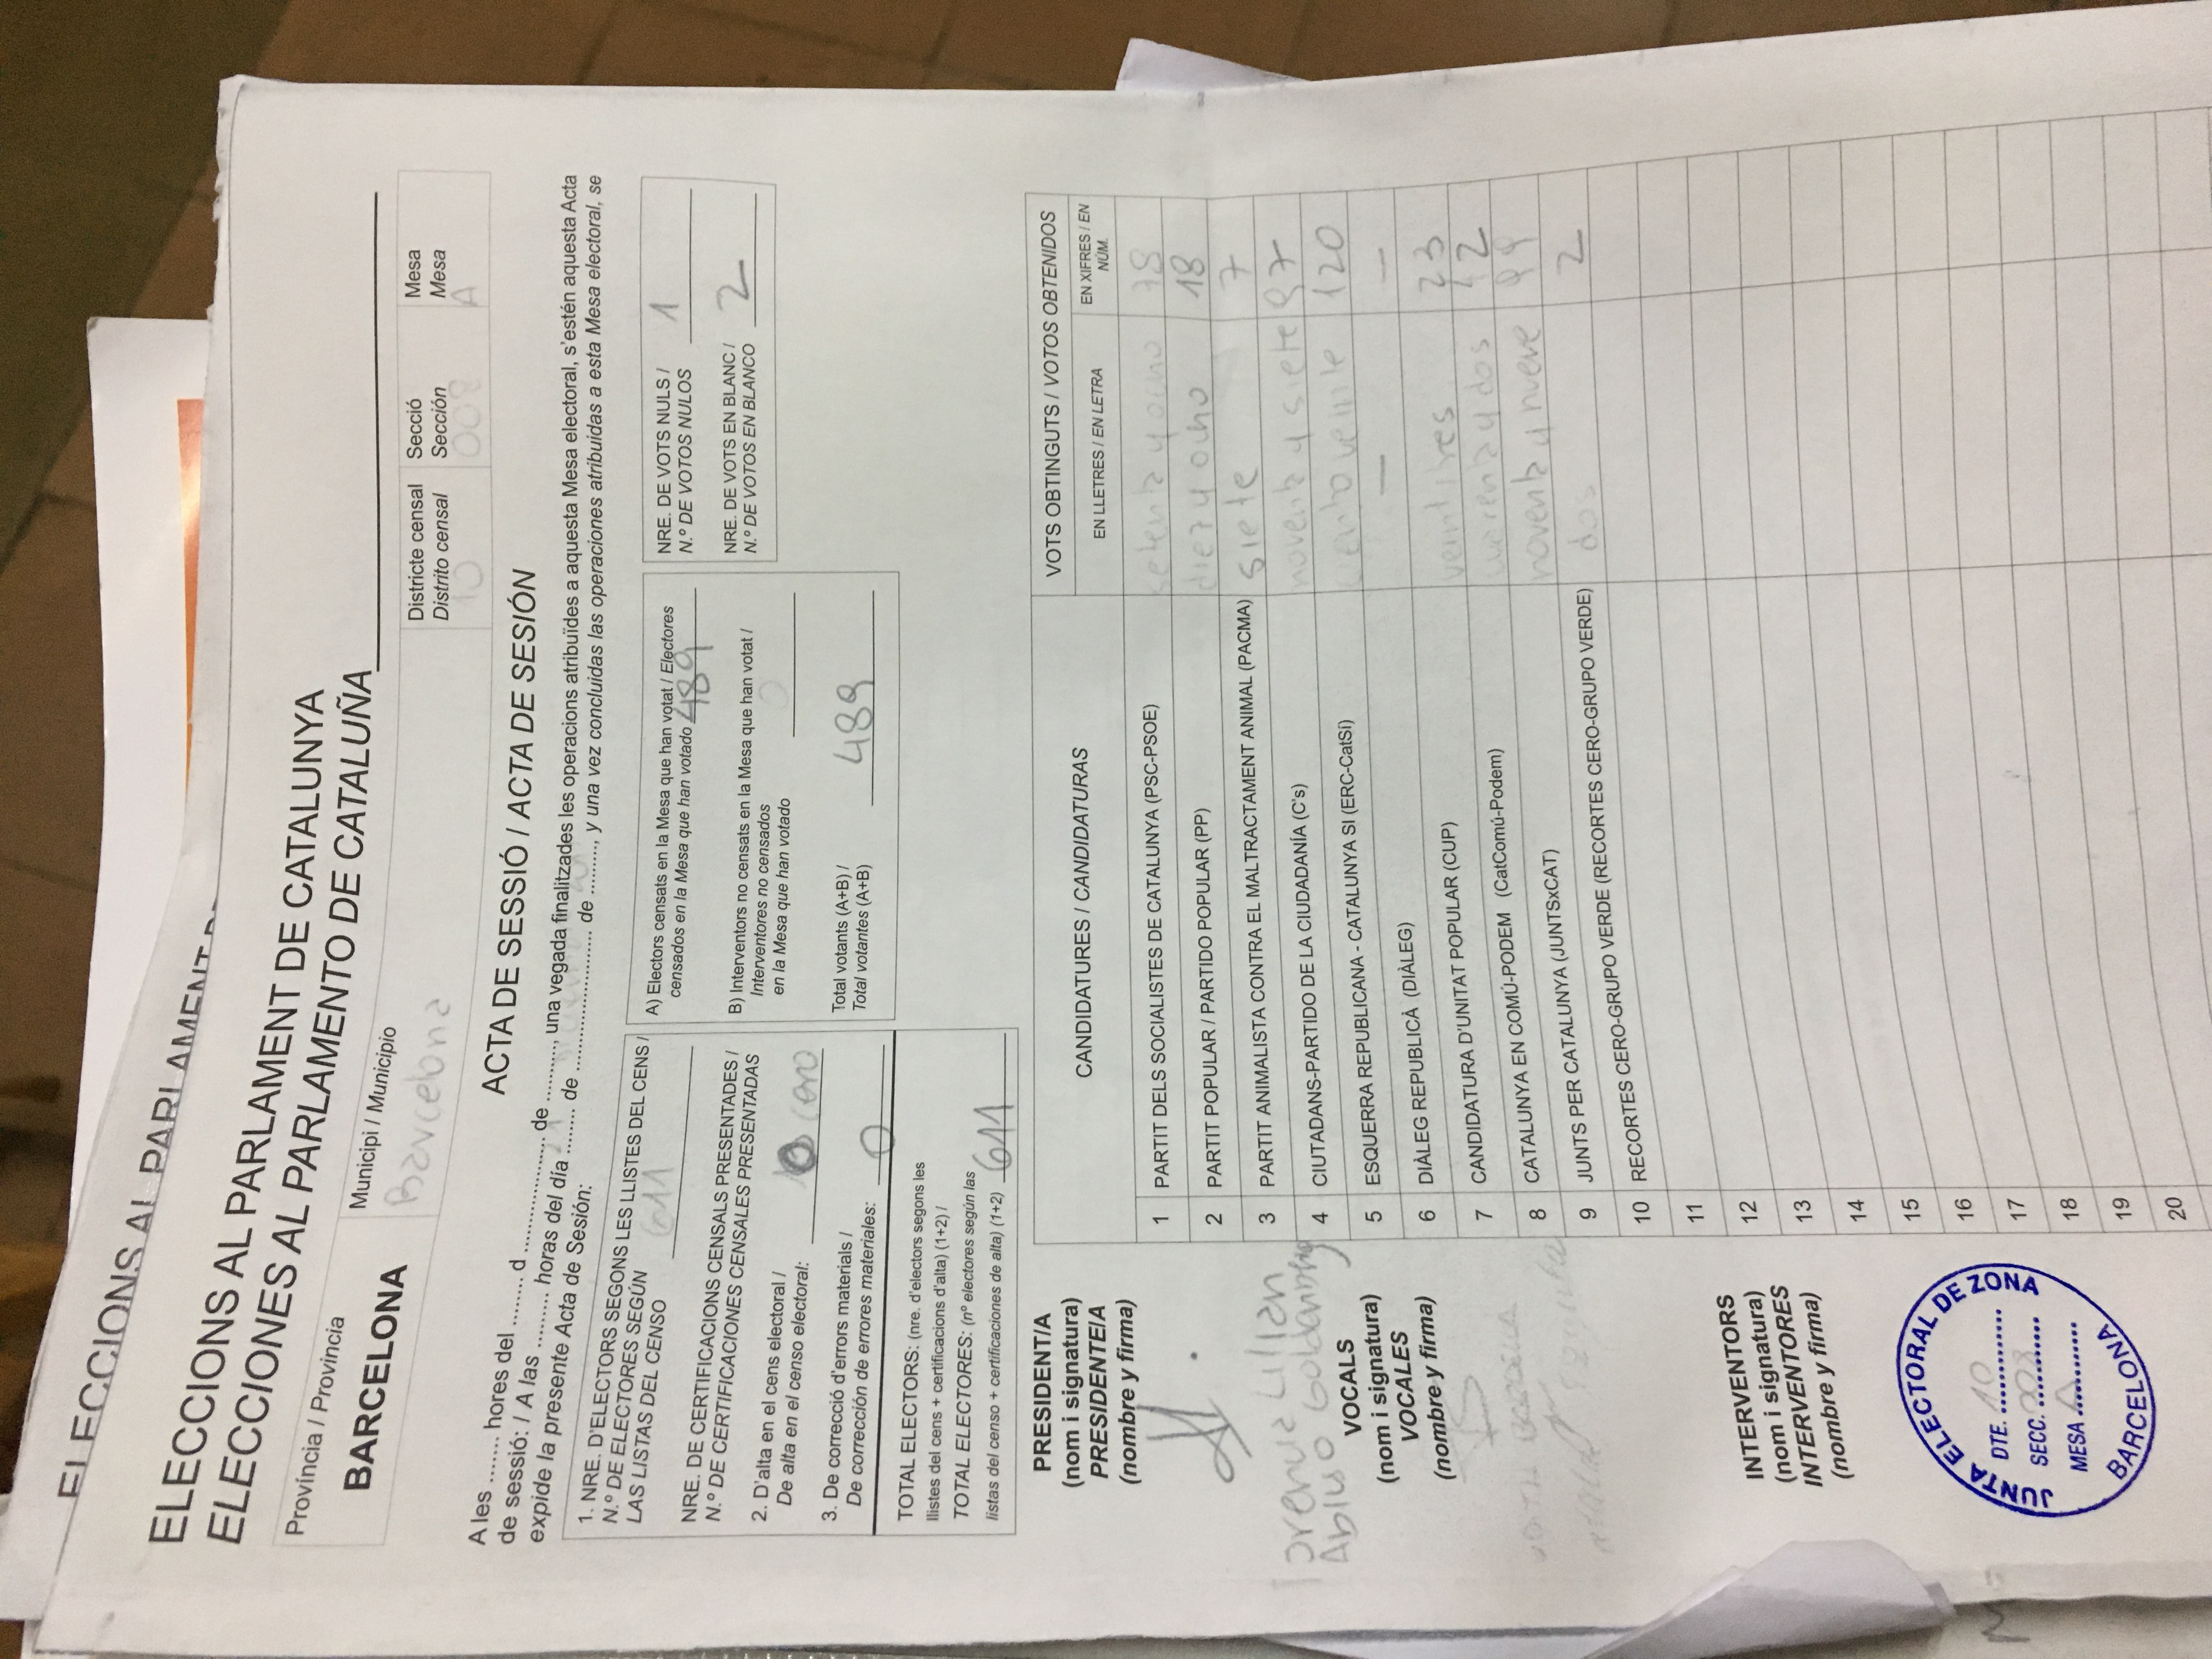 ELECCIONS AL PARLAMENT DE
ELECCIONS AL PARLAMENT DE CATALUNYA
ELECCIONES AL PARLAMENTO DE CATALUÑA
Província / Provincia
BARCELONA
Municipi / Municipio
Barcelona
Districte censal
Distrito censal
10
Secció
Sección
008
Mesa
Mesa
A
ACTA DE SESSIÓ / ACTA DE SESIÓN
A les ....... hores del ........ d .................... de .........., una vegada finalitzades les operacions atribuïdes a aquesta Mesa electoral, s'estén aquesta Acta
de sessió: / A las ......... horas del día 21 de ........................ de ........., y una vez concluidas las operaciones atribuidas a esta Mesa electoral, se
expide la presente Acta de Sesión:
1. NRE. D'ELECTORS SEGONS LES LLISTES DEL CENS /
N.º DE ELECTORES SEGÚN
LAS LISTAS DEL CENSO 611
NRE. DE CERTIFICACIONS CENSALS PRESENTADES /
N.º DE CERTIFICACIONES CENSALES PRESENTADAS
2. D'alta en el cens electoral /
De alta en el censo electoral: 0 cero
3. De correcció d'errors materials /
De corrección de errores materiales: 0
TOTAL ELECTORS: (nre. d'electors segons les
llistes del cens + certificacions d'alta) (1+2) /
TOTAL ELECTORES: (nº electores según las
listas del censo + certificaciones de alta) (1+2) 611
A) Electors censats en la Mesa que han votat / Electores
censados en la Mesa que han votado 489
B) Interventors no censats en la Mesa que han votat /
Interventores no censados
en la Mesa que han votado 0
Total votants (A+B) /
Total votantes (A+B) 489
NRE. DE VOTS NULS / 1
N.º DE VOTOS NULOS
NRE. DE VOTS EN BLANC / 2
N.º DE VOTOS EN BLANCO
PRESIDENT/A
(nom i signatura)
PRESIDENTE/A
(nombre y firma)
Lilian
Goldenberg
VOCALS
(nom i signatura)
VOCALES
(nombre y firma)
INTERVENTORS
(nom i signatura)
INTERVENTORES
(nombre y firma)
CANDIDATURES / CANDIDATURAS
VOTS OBTINGUTS / VOTOS OBTENIDOS
EN LLETRES / EN LETRA
EN XIFRES / EN
NÚM.
1 PARTIT DELS SOCIALISTES DE CATALUNYA (PSC-PSOE) setenta y ocho 78
2 PARTIT POPULAR / PARTIDO POPULAR (PP) diez y ocho 18
3 PARTIT ANIMALISTA CONTRA EL MALTRACTAMENT ANIMAL (PACMA) siete 7
4 CIUTADANS-PARTIDO DE LA CIUDADANÍA (C's) noventa y siete 97
5 ESQUERRA REPUBLICANA - CATALUNYA SI (ERC-CatSí) ciento veinte 120
6 DIÀLEG REPUBLICÀ (DIÀLEG) — —
7 CANDIDATURA D'UNITAT POPULAR (CUP) veintitres 23
8 CATALUNYA EN COMÚ-PODEM (CatComú-Podem) cuarenta y dos 42
9 JUNTS PER CATALUNYA (JUNTSxCAT) noventa y nueve 99
10 RECORTES CERO-GRUPO VERDE (RECORTES CERO-GRUPO VERDE) dos 2
11
12
13
14
15
16
17
18
19
20
JUNTA ELECTORAL DE ZONA
DTE. 10
SECC. 008
MESA A
BARCELONA